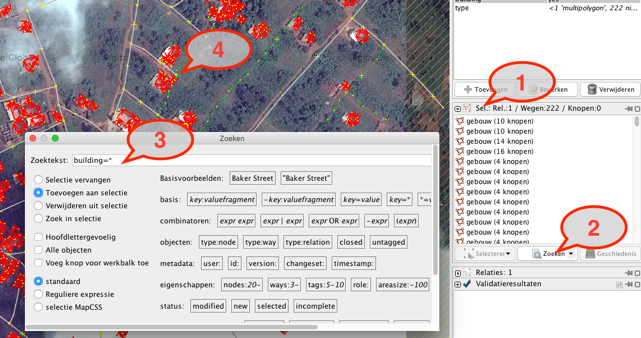 building yes
type <1 'multipolygon', 222 ni...
1
Toevoegen Bewerken Verwijderen
Sel.: Rel.:1 / Wegen:222 / Knopen:0
gebouw (10 knopen)
gebouw (10 knopen)
gebouw (14 knopen)
gebouw (16 knopen)
gebouw (4 knopen)
gebouw (4 knopen)
gebouw (4 knopen)
gebouw (4 knopen)
gebouw (4 knopen)
gebouw (4 knopen)
gebouw (4 knopen)
gebouw (4 knopen)
2
Selecteren Zoeken Geschiedenis
Relaties: 1
Validatieresultaten
4
3
Zoeken
Zoektekst: building=*
Selectie vervangen
Toevoegen aan selectie
Verwijderen uit selectie
Zoek in selectie
Hoofdlettergevoelig
Alle objecten
Voeg knop voor werkbalk toe
standaard
Reguliere expressie
selectie MapCSS
Basisvoorbeelden: Baker Street "Baker Street"
basis: key:valuefragment -key:valuefragment key=value key=*
combinatoren: expr expr expr | expr expr OR expr -expr (expr)
objecten: type:node type:way type:relation closed untagged
metadata: user: id: version: changeset: timestamp:
eigenschappen: nodes:20- ways:3- tags:5-10 role: areasize:-100
status: modified new selected incomplete